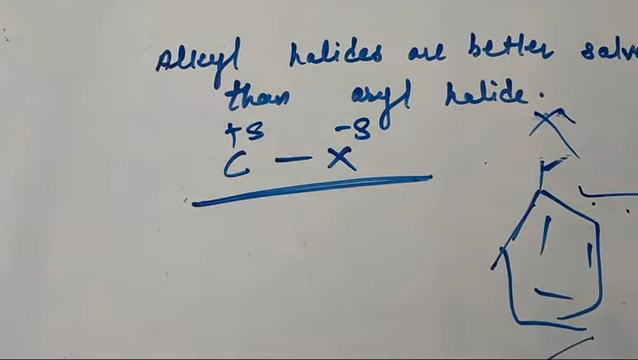 Alkyl halides are better
than aryl halide.
+δ -δ
C — X
X